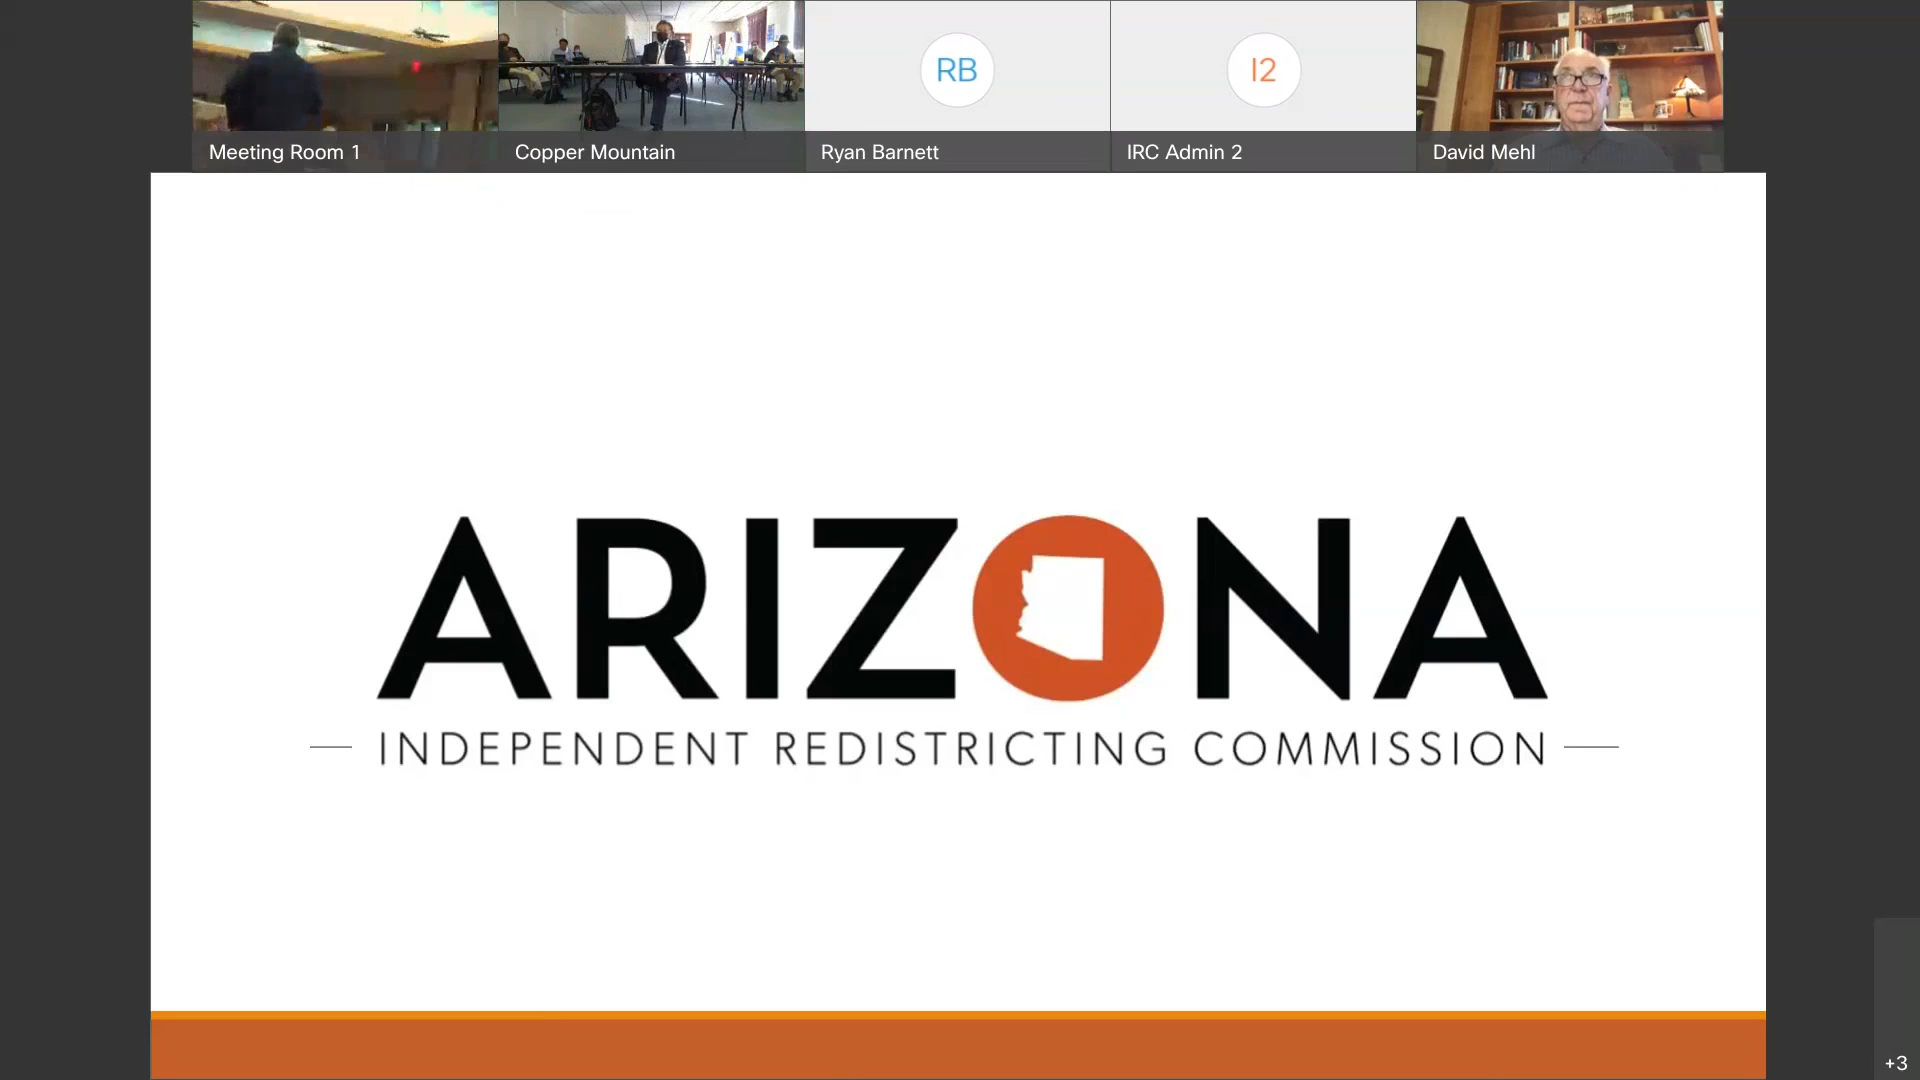 Meeting Room 1
Copper Mountain
RB
Ryan Barnett
I2
IRC Admin 2
David Mehl
ARIZONA
INDEPENDENT REDISTRICTING COMMISSION
+3